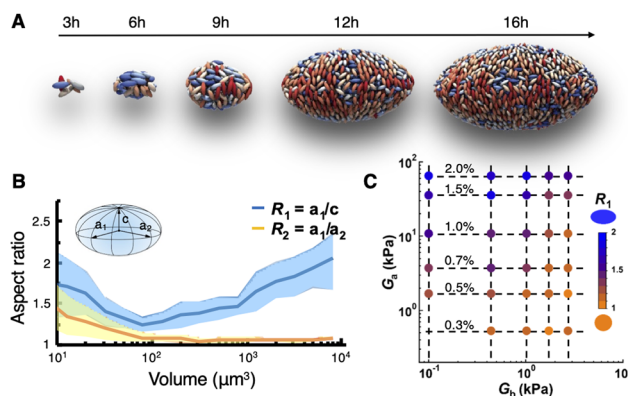 A
3h 6h 9h 12h 16h
B
R₁ = a₁/c
R₂ = a₁/a₂
c
a₁ a₂
2.5
2
1.5
1
Aspect ratio
10¹ 10² 10³ 10⁴
Volume (μm³)
C
10²
10¹
10⁰
Gₐ (kPa)
2.0%
1.5%
1.0%
0.7%
0.5%
0.3%
10⁻¹ 10⁰ 10
G_b (kPa)
R₁
2
1.5
1